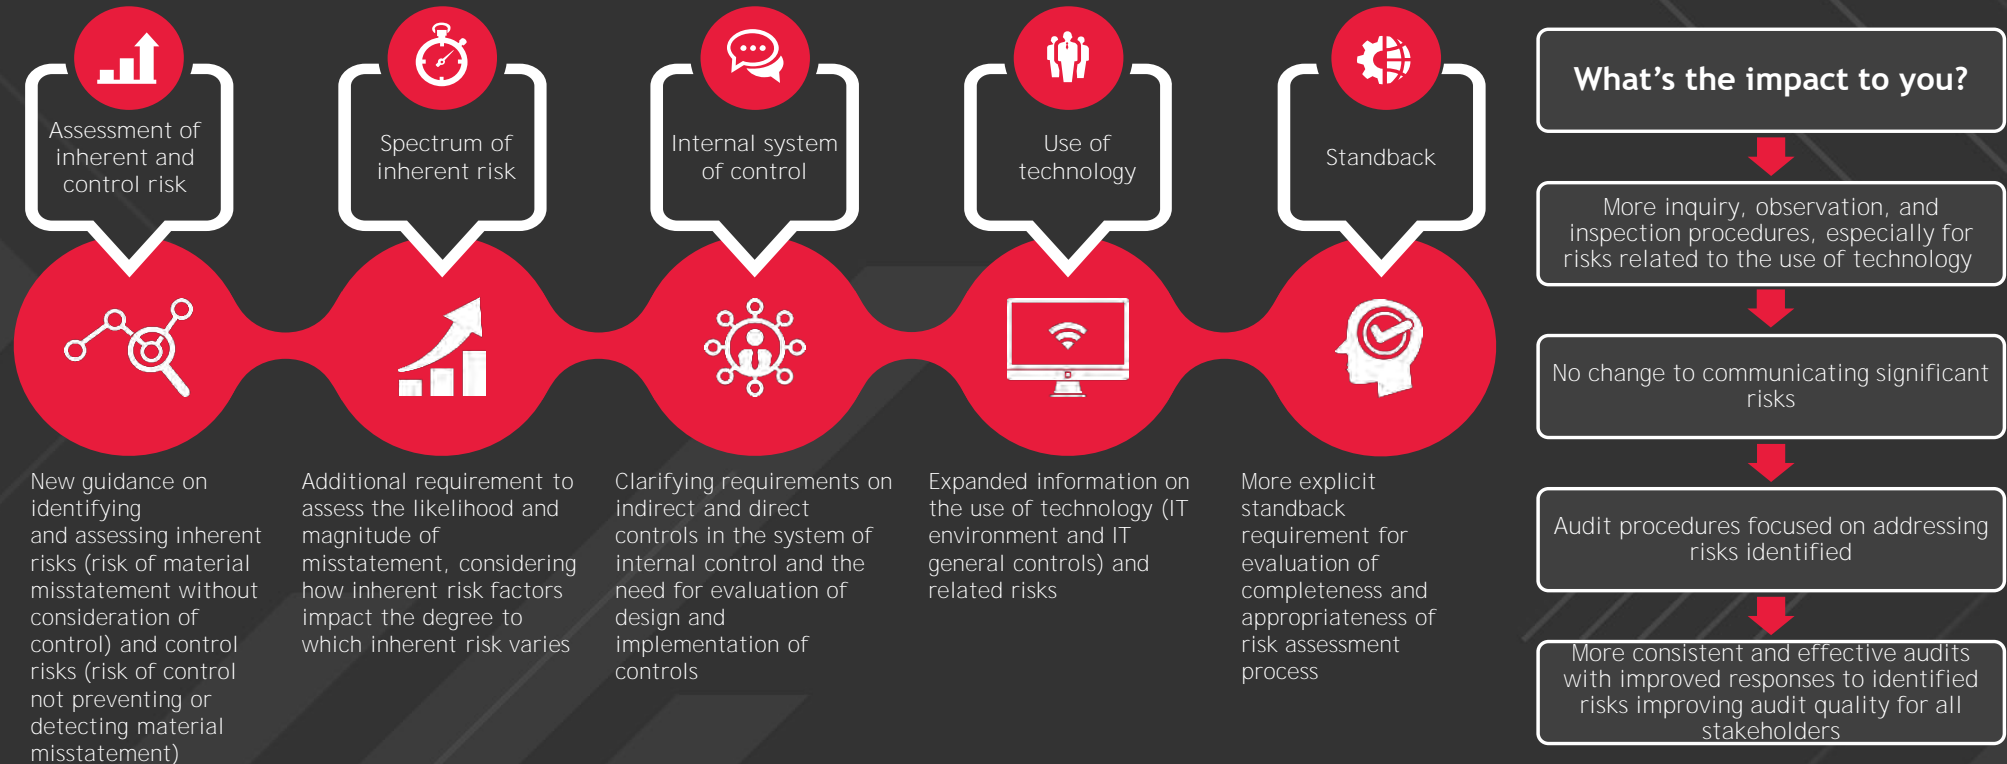 Assessment of
inherent and
control risk
New guidance on
identifying
and assessing inherent
risks (risk of material
misstatement without
consideration of
control) and control
risks (risk of control
not preventing or
detecting material
misstatement)
Spectrum of
inherent risk
Additional requirement to
assess the likelihood and
magnitude of
misstatement, considering
how inherent risk factors
impact the degree to
which inherent risk varies
Internal system
of control
Clarifying requirements on
indirect and direct
controls in the system of
internal control and the
need for evaluation of
design and
implementation of
controls
Use of
technology
Expanded information on
the use of technology (IT
environment and IT
general controls) and
related risks
Standback
More explicit
standback
requirement for
evaluation of
completeness and
appropriateness of
risk assessment
process
What’s the impact to you?
More inquiry, observation, and
inspection procedures, especially for
risks related to the use of technology
No change to communicating significant
risks
Audit procedures focused on addressing
risks identified
More consistent and effective audits
with improved responses to identified
risks improving audit quality for all
stakeholders